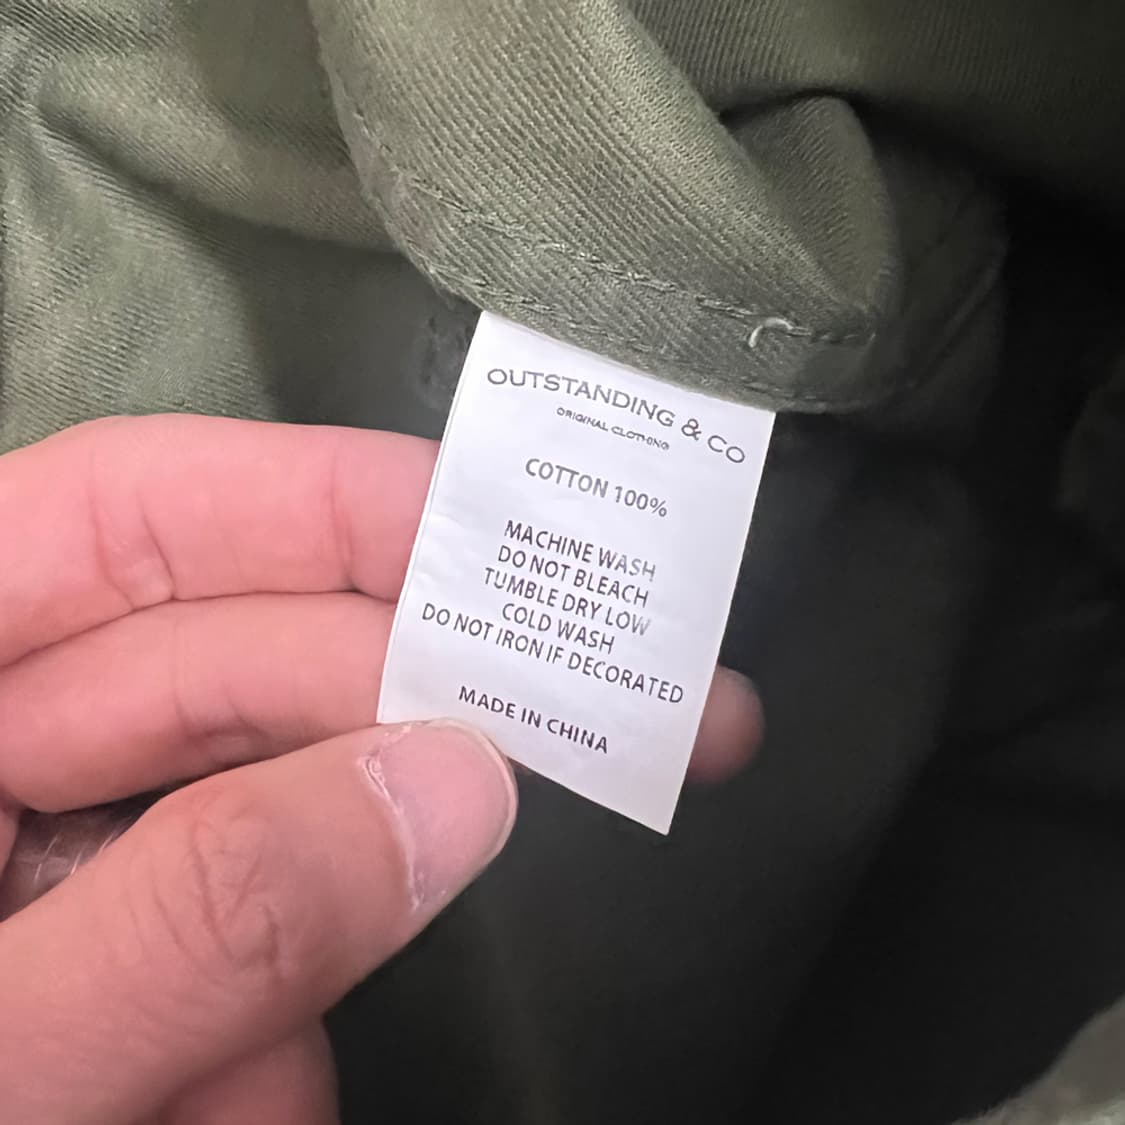 OUTSTANDING & CO
ORIGINAL CLOTHING
COTTON 100%
MACHINE WASH
DO NOT BLEACH
TUMBLE DRY LOW
COLD WASH
DO NOT IRON IF DECORATED
MADE IN CHINA